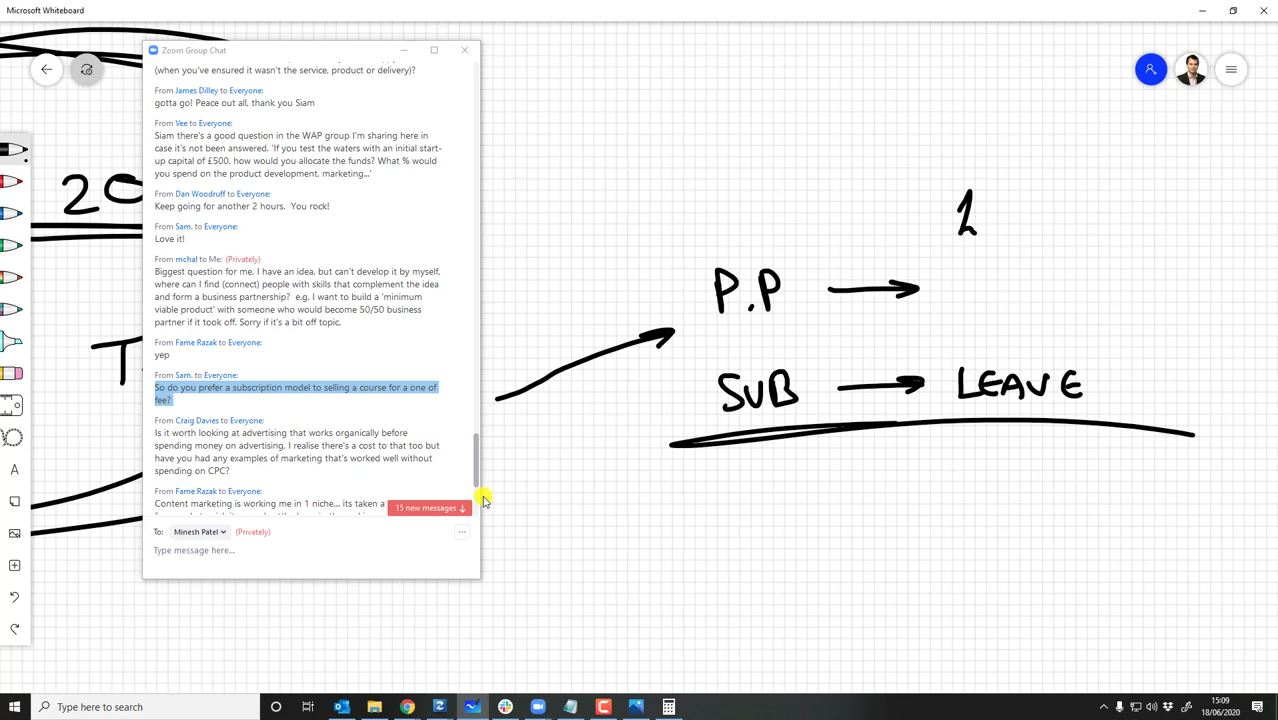 Microsoft Whiteboard
Zoom Group Chat
(when you've ensured it wasn't the service, product or delivery)?
From James Dilley to Everyone:
gotta go! Peace out all, thank you Siam
From Vee to Everyone:
Siam there's a good question in the WAP group I'm sharing here in
case it's not been answered. 'If you test the waters with an initial start-
up capital of £500, how would you allocate the funds? What % would
you spend on the product development, marketing...'
From Dan Woodruff to Everyone:
Keep going for another 2 hours. You rock!
From Sam. to Everyone:
Love it!
From mchal to Me: (Privately)
Biggest question for me, I have an idea, but can't develop it by myself,
where can I find (connect) people with skills that complement the idea
and form a business partnership? e.g. I want to build a 'minimum
viable product' with someone who would become 50/50 business
partner if it took off. Sorry if it's a bit off topic.
From Fame Razak to Everyone:
yep
From Sam. to Everyone:
So do you prefer a subscription model to selling a course for a one of
fee?
From Craig Davies to Everyone:
Is it worth looking at advertising that works organically before
spending money on advertising. I realise there's a cost to that too but
have you had any examples of marketing that's worked well without
spending on CPC?
From Fame Razak to Everyone:
Content marketing is working me in 1 niche... its taken a
15 new messages
To: Minesh Patel (Privately)
Type message here...
20
T
1
P.P
SUB
LEAVE
A
Type here to search
15:09
18/06/2020